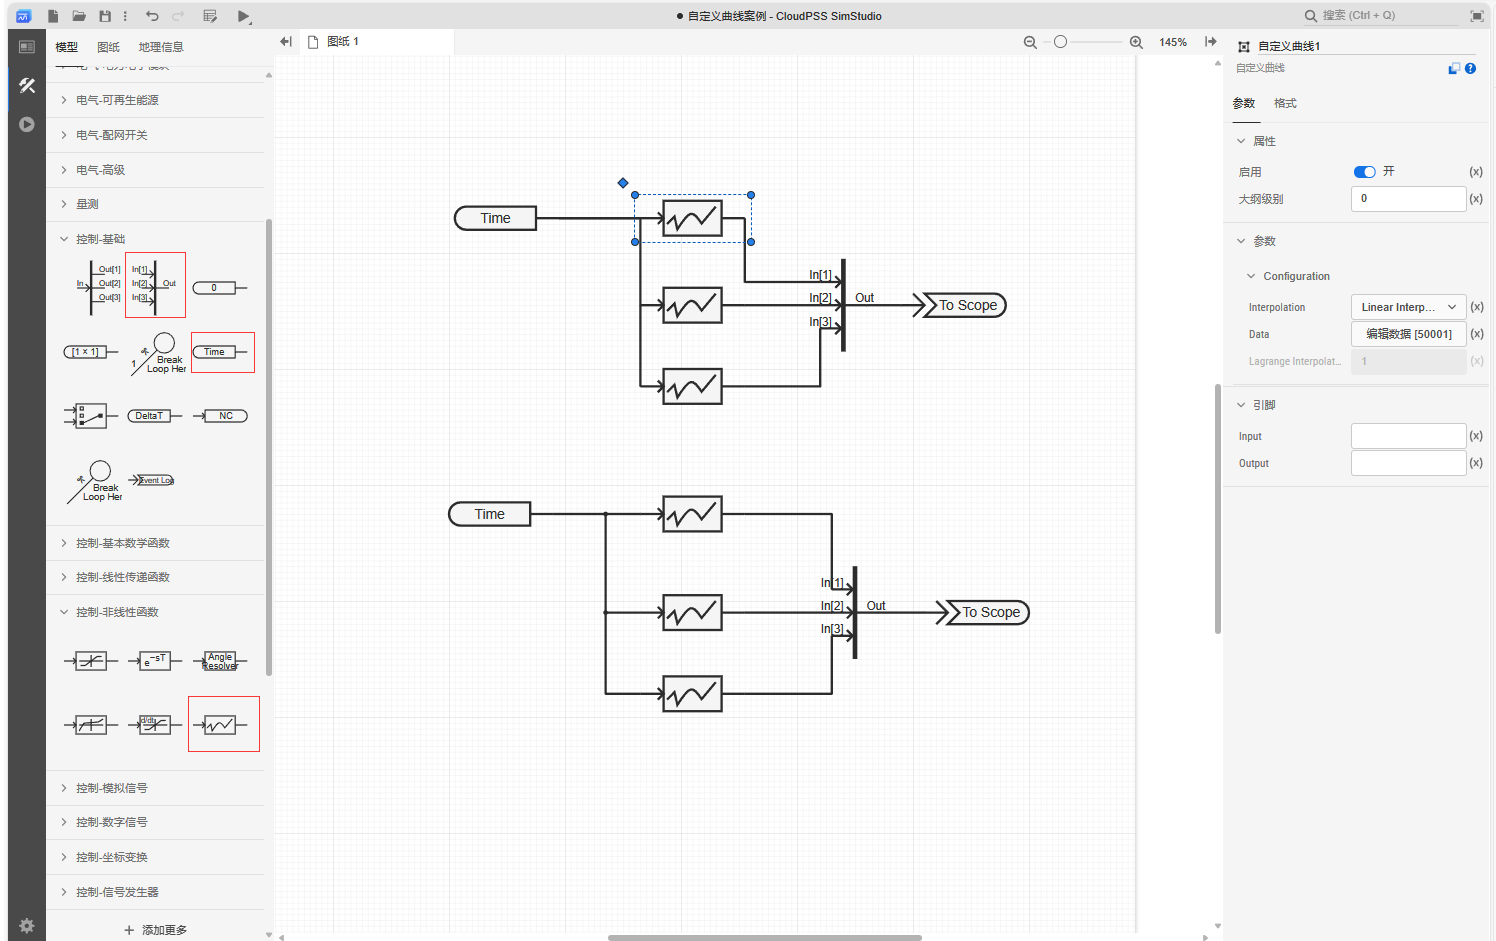 自定义曲线案例 - CloudPSS SimStudio
搜索 (Ctrl + Q)
模型
图纸
地理信息
图纸 1
145%
电气-可再生能源
电气-配网开关
电气-高级
量测
控制-基础
In
Out[1]
Out[2]
Out[3]
In[1]
In[2]
In[3]
Out
0
[1 × 1]
1
Break
Loop Her
Time
DeltaT
NC
Break
Loop Her
Event Log
控制-基本数学函数
控制-线性传递函数
控制-非线性函数
e^-sT
Angle
Resolver
d/dt
控制-模拟信号
控制-数字信号
控制-坐标变换
控制-信号发生器
添加更多
Time
In[1]
In[2]
In[3]
Out
To Scope
Time
In[1]
In[2]
In[3]
Out
To Scope
自定义曲线1
自定义曲线
参数
格式
属性
启用
开
(x)
大纲级别
0
(x)
参数
Configuration
Interpolation
Linear Interp...
(x)
Data
编辑数据 [50001]
(x)
Lagrange Interpolat...
1
(x)
引脚
Input
(x)
Output
(x)